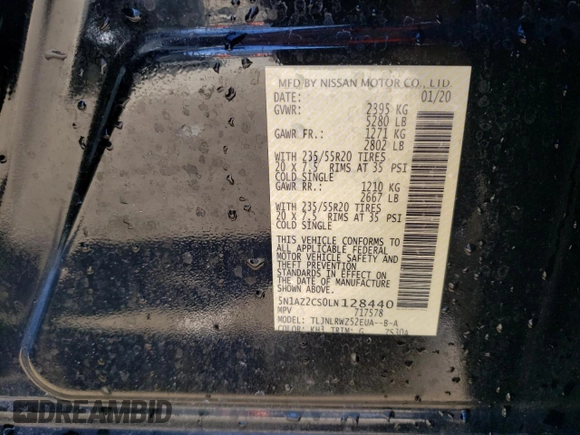 MFD BY NISSAN MOTOR CO., LTD.
DATE: 01/20
GVWR: 2395 KG
5280 LB
GAWR FR.: 1271 KG
2802 LB
WITH 235/55R20 TIRES
20 X 7.5 RIMS AT 35 PSI
COLD SINGLE
GAWR RR.: 1210 KG
2667 LB
WITH 235/55R20 TIRES
20 X 7.5 RIMS AT 35 PSI
COLD SINGLE
THIS VEHICLE CONFORMS TO
ALL APPLICABLE FEDERAL
MOTOR VEHICLE SAFETY AND
THEFT PREVENTION
STANDARDS IN EFFECT ON
THE DATE OF MANUFACTURE
SHOWN ABOVE.
5N1AZ2CS0LN128440
MPV 717578
MODEL: TLJNLRWZ52EUA--B-A
COLOR: KH3 TRIM: G
DREAMBID